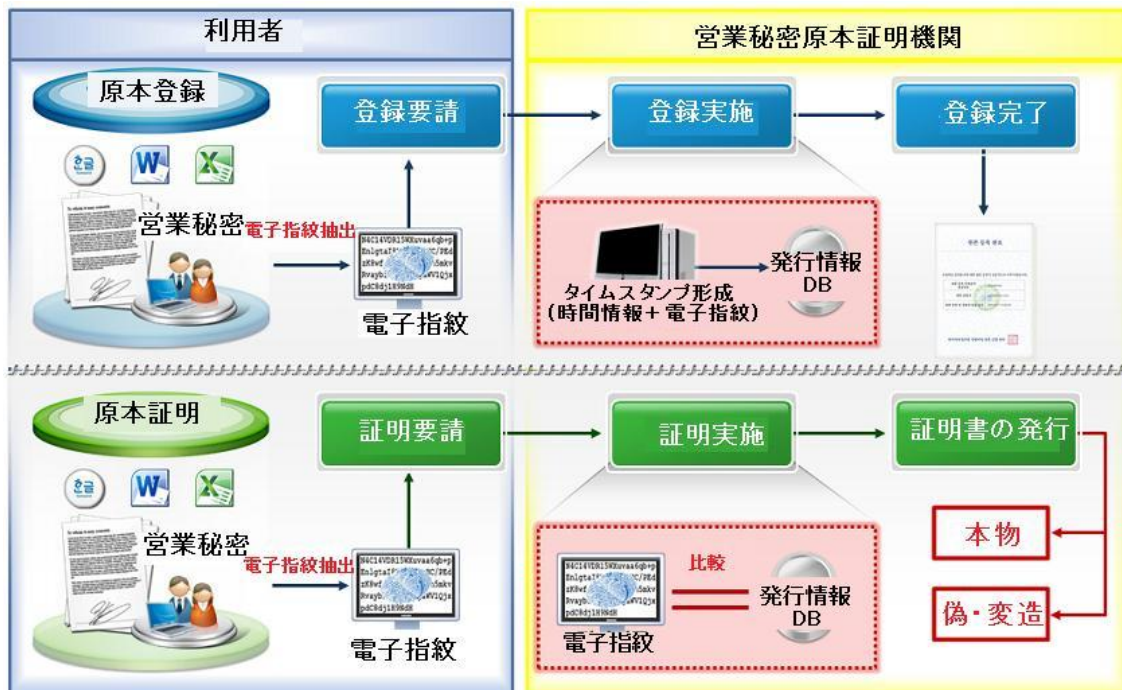 利用者
営業秘密原本証明機関
原本登録
登録要請
登録実施
登録完了
한글
W
X
営業秘密
電子指紋抽出
電子指紋
タイムスタンプ形成
(時間情報＋電子指紋)
発行情報
DB
原本証明
証明要請
証明実施
証明書の発行
한글
W
X
営業秘密
電子指紋抽出
電子指紋
電子指紋
比較
発行情報
DB
本物
偽・変造